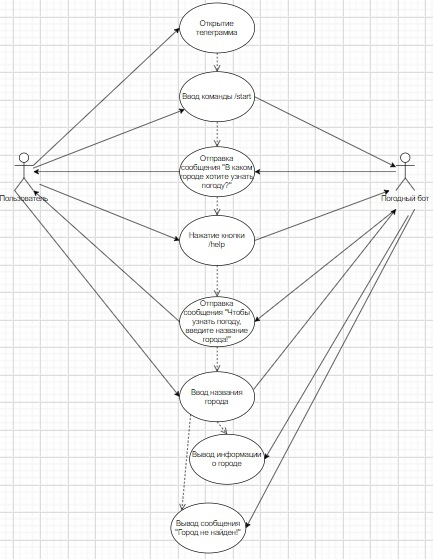 Открытие
телеграмма
Ввод команды /start
Отправка
сообщения "В каком
городе хотите узнать
погоду?"
Пользователь
Погодный бот
Нажатие кнопки
/help
Отправка
сообщения "Чтобы
узнать погоду,
введите название
города!"
Ввод названия
города
Вывод информации
о городе
Вывод сообщения
"Город не найден!"